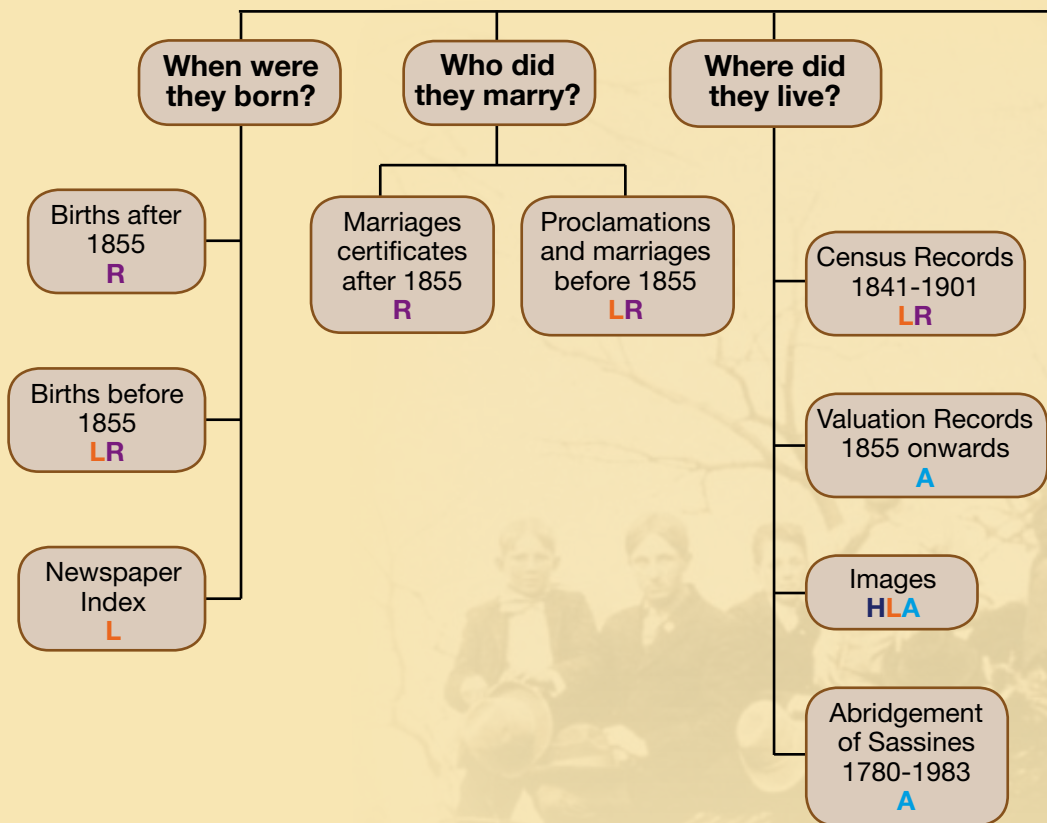 When were
they born?
Births after
1855
R
Births before
1855
LR
Newspaper
Index
L
Who did
they marry?
Marriages
certificates
after 1855
R
Proclamations
and marriages
before 1855
LR
Where did
they live?
Census Records
1841-1901
LR
Valuation Records
1855 onwards
A
Images
HLA
Abridgement
of Sassines
1780-1983
A